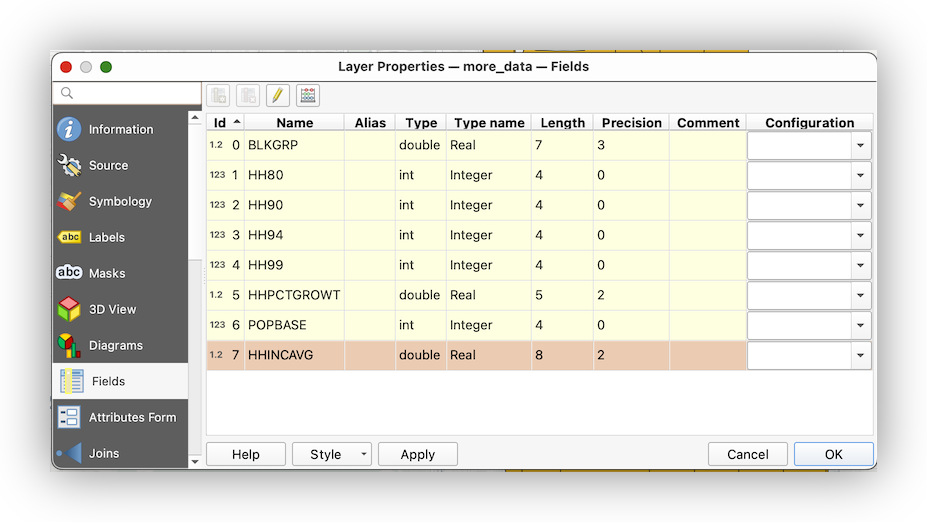 Layer Properties — more_data — Fields
Information
Source
Symbology
abc Labels
abc Masks
3D View
Diagrams
Fields
Attributes Form
Joins
Id Name Alias Type Type name Length Precision Comment Configuration
1.2 0 BLKGRP double Real 7 3
123 1 HH80 int Integer 4 0
123 2 HH90 int Integer 4 0
123 3 HH94 int Integer 4 0
123 4 HH99 int Integer 4 0
1.2 5 HHPCTGROWT double Real 5 2
123 6 POPBASE int Integer 4 0
1.2 7 HHINCAVG double Real 8 2
Help Style Apply Cancel OK